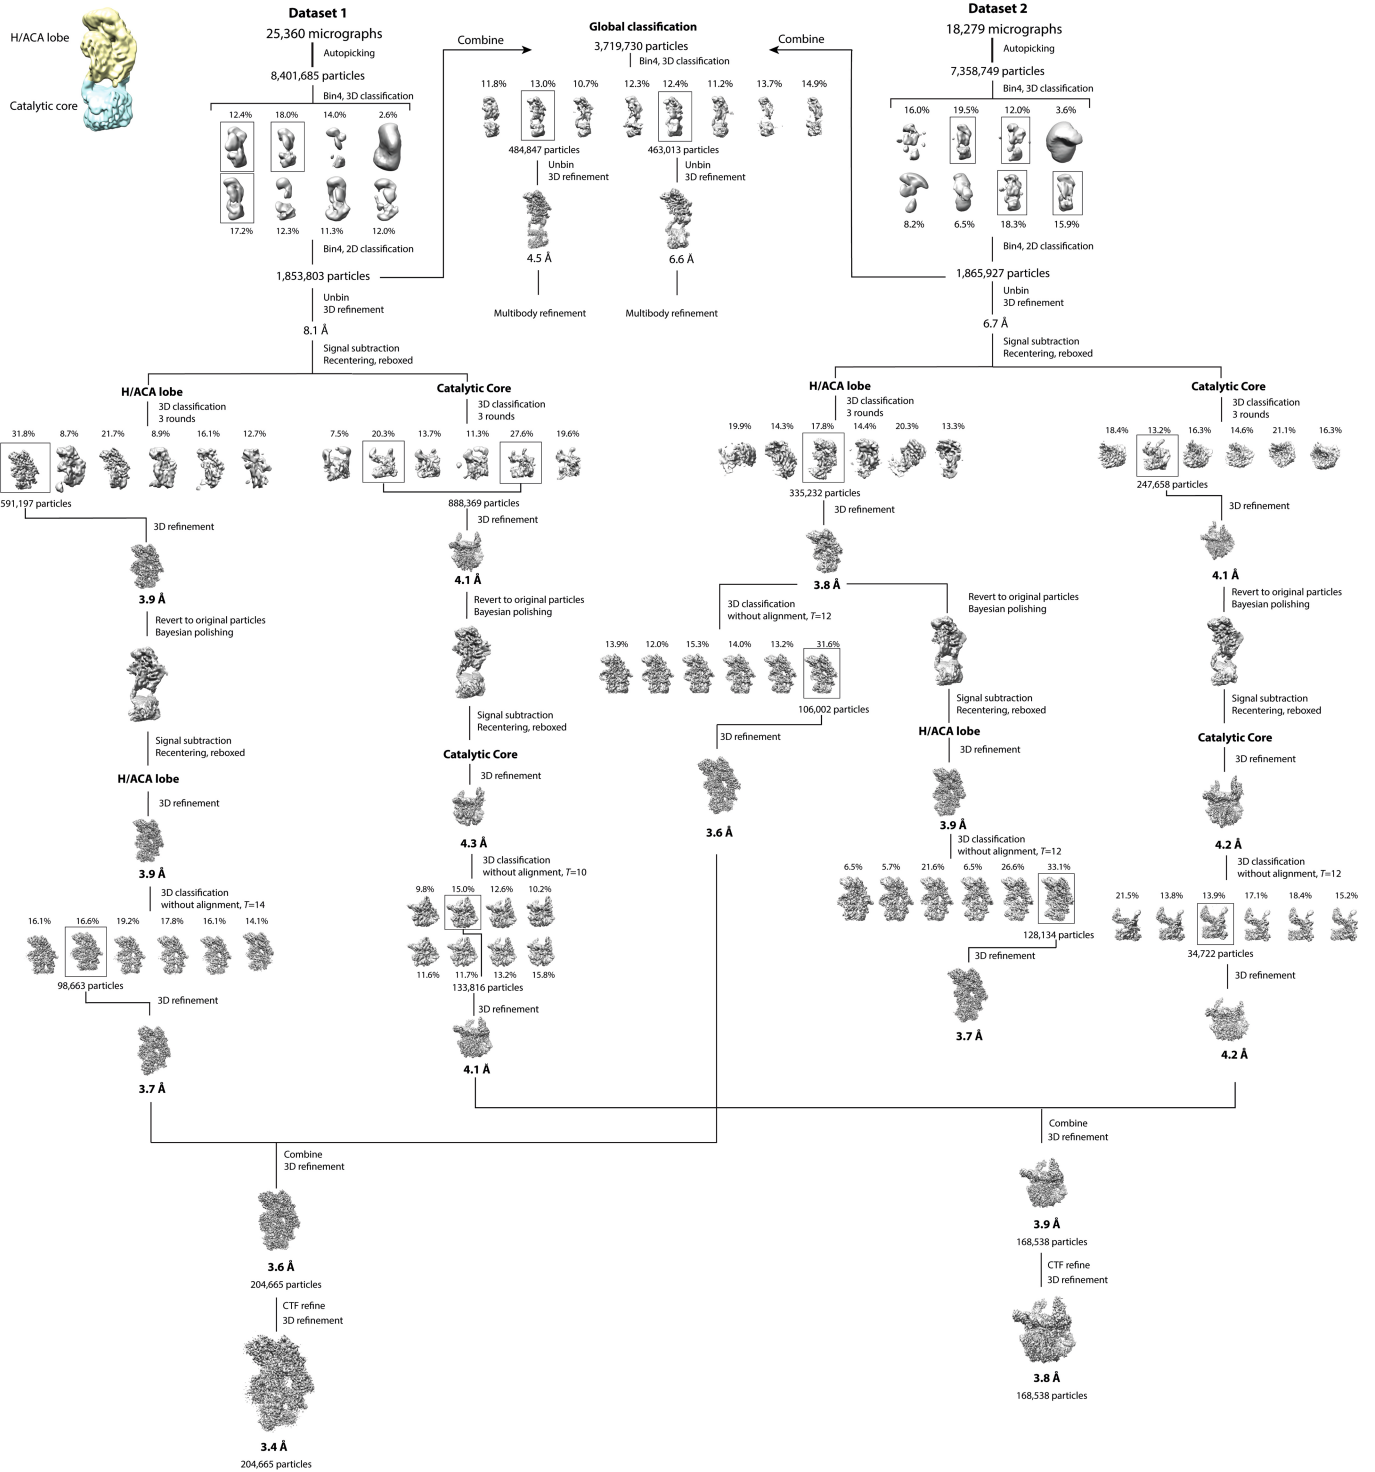 H/ACA lobe
Catalytic core
Dataset 1
25,360 micrographs
Autopicking
8,401,685 particles
Bin4, 3D classification
12.4% 18.0% 14.0% 2.6%
17.2% 12.3% 11.3% 12.0%
Bin4, 2D classification
1,853,803 particles
Unbin
3D refinement
8.1 Å
Signal subtraction
Recentering, reboxed
Combine
Global classification
3,719,730 particles
Bin4, 3D classification
11.8% 13.0% 10.7% 12.3% 12.4% 11.2% 13.7% 14.9%
484,847 particles
Unbin
3D refinement
4.5 Å
Multibody refinement
463,013 particles
Unbin
3D refinement
6.6 Å
Multibody refinement
Combine
Dataset 2
18,279 micrographs
Autopicking
7,358,749 particles
Bin4, 3D classification
16.0% 19.5% 12.0% 3.6%
8.2% 6.5% 18.3% 15.9%
Bin4, 2D classification
1,865,927 particles
Unbin
3D refinement
6.7 Å
Signal subtraction
Recentering, reboxed
H/ACA lobe
3D classification
3 rounds
31.8% 8.7% 21.7% 8.9% 16.1% 12.7%
591,197 particles
3D refinement
3.9 Å
Revert to original particles
Bayesian polishing
Signal subtraction
Recentering, reboxed
H/ACA lobe
3D refinement
3.9 Å
3D classification
without alignment, T=14
16.1% 16.6% 19.2% 17.8% 16.1% 14.1%
98,663 particles
3D refinement
3.7 Å
Catalytic Core
3D classification
3 rounds
7.5% 20.3% 13.7% 11.3% 27.6% 19.6%
888,369 particles
3D refinement
4.1 Å
Revert to original particles
Bayesian polishing
Signal subtraction
Recentering, reboxed
Catalytic Core
3D refinement
4.3 Å
3D classification
without alignment, T=10
9.8% 15.0% 12.6% 10.2%
11.6% 11.7% 13.2% 15.8%
133,816 particles
3D refinement
4.1 Å
H/ACA lobe
3D classification
3 rounds
19.9% 14.3% 17.8% 14.4% 20.3% 13.3%
335,232 particles
3D refinement
3.8 Å
3D classification
without alignment, T=12
13.9% 12.0% 15.3% 14.0% 13.2% 31.6%
106,002 particles
3D refinement
3.6 Å
Revert to original particles
Bayesian polishing
Signal subtraction
Recentering, reboxed
H/ACA lobe
3D refinement
3.9 Å
3D classification
without alignment, T=12
6.5% 5.7% 21.6% 6.5% 26.6% 33.1%
128,134 particles
3D refinement
3.7 Å
Catalytic Core
3D classification
3 rounds
18.4% 13.2% 16.3% 14.6% 21.1% 16.3%
247,658 particles
3D refinement
4.1 Å
Revert to original particles
Bayesian polishing
Signal subtraction
Recentering, reboxed
Catalytic Core
3D refinement
4.2 Å
3D classification
without alignment, T=12
21.5% 13.8% 13.9% 17.1% 18.4% 15.2%
34,722 particles
3D refinement
4.2 Å
Combine
3D refinement
3.6 Å
204,665 particles
CTF refine
3D refinement
3.4 Å
204,665 particles
Combine
3D refinement
3.9 Å
168,538 particles
CTF refine
3D refinement
3.8 Å
168,538 particles